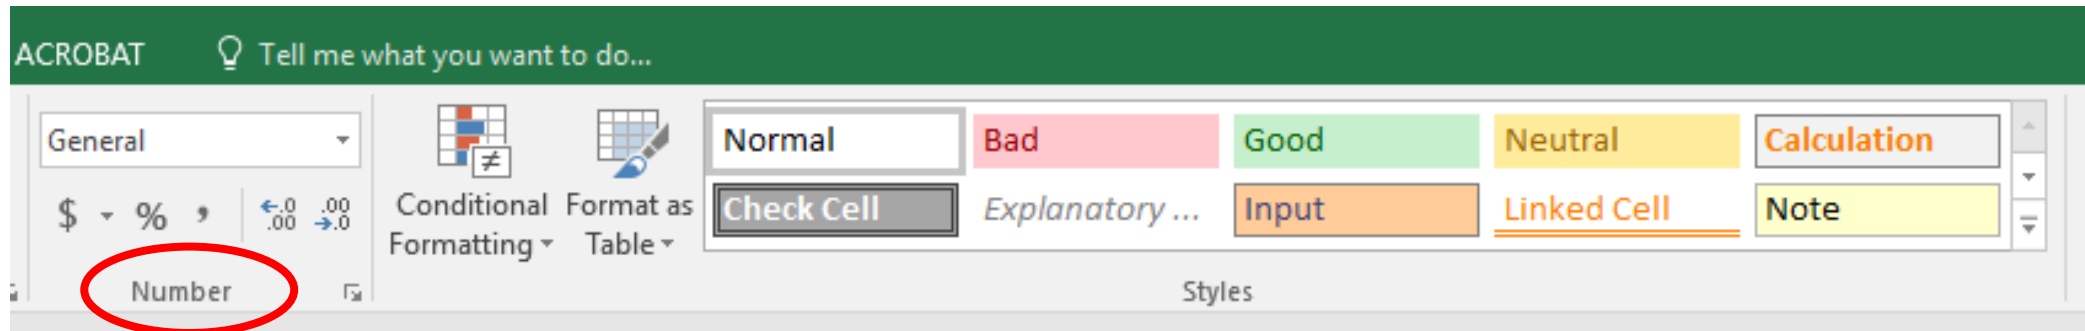 ACROBAT Tell me what you want to do...
General
$ % , .0 .00 .00 .0
Conditional Formatting
Format as Table
Normal Bad Good Neutral Calculation
Check Cell Explanatory ... Input Linked Cell Note
Number Styles